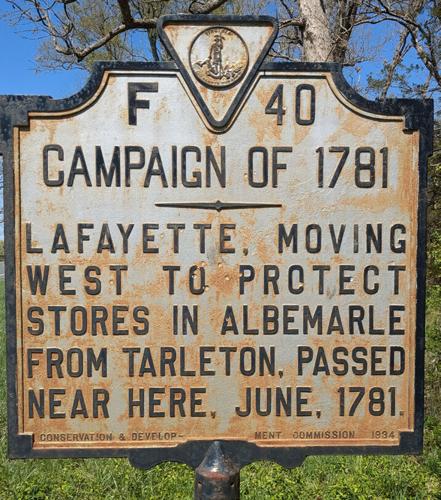 F 40
CAMPAIGN OF 1781
LAFAYETTE, MOVING
WEST TO PROTECT
STORES IN ALBEMARLE
FROM TARLETON, PASSED
NEAR HERE, JUNE, 1781.
CONSERVATION & DEVELOP- MENT COMMISSION 1934